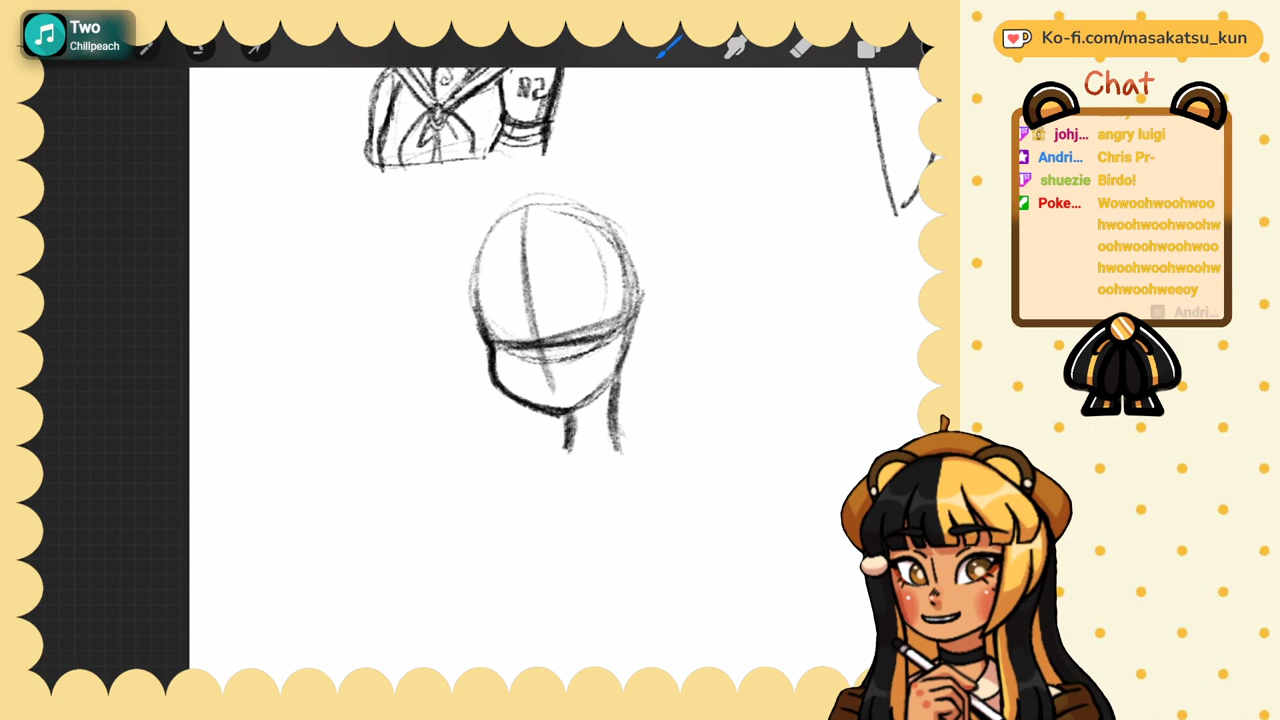 Two
Chillpeach
Ko-fi.com/masakatsu_kun
Chat
johj... angry luigi
Andri... Chris Pr-
shuezie Birdo!
Poke... Wowoohwoohwoo
hwoohwoohwoohw
oohwoohwoohwoo
hwoohwoohwoohw
oohwoohweeoy
Andri...